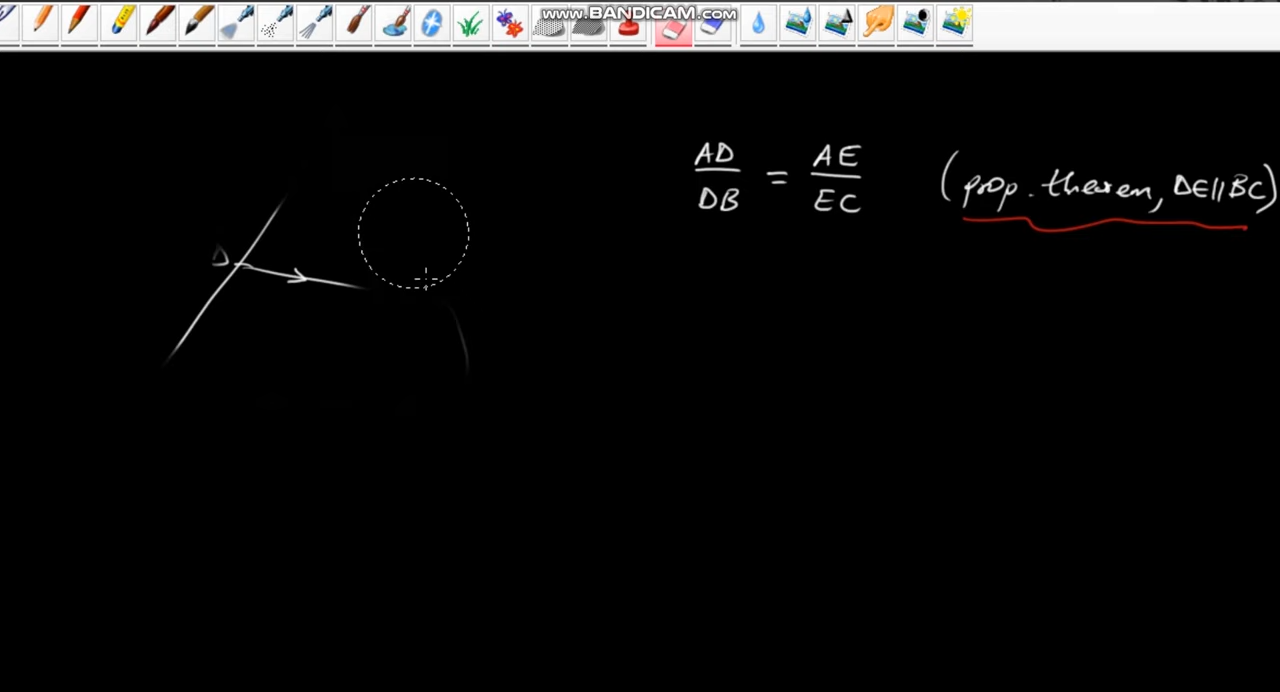 www.BANDICAM.com
AD/DB = AE/EC (prop. theorem, DE∥BC)
D